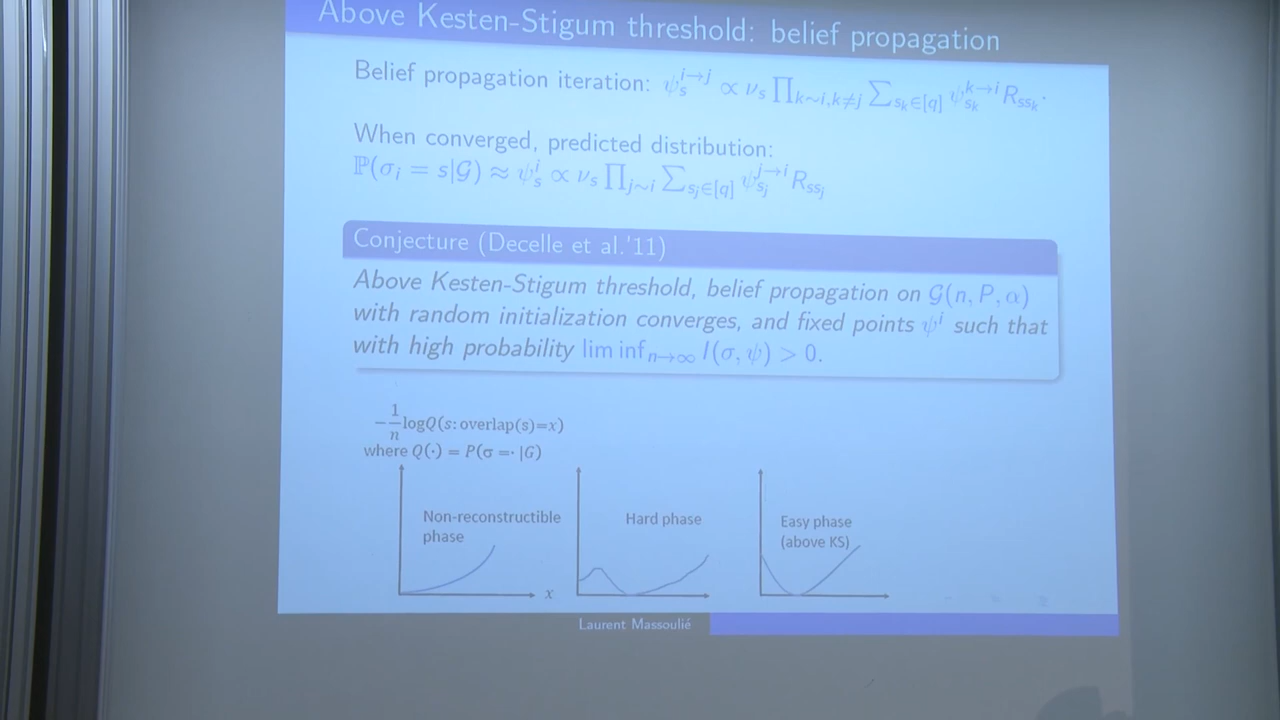 Above Kesten-Stigum threshold: belief propagation
Belief propagation iteration: ψ_s^{i→j} ∝ ν_s ∏_{k∼i,k≠j} ∑_{s_k∈[q]} ψ_{s_k}^{k→i} R_{ss_k}.
When converged, predicted distribution:
ℙ(σ_i = s|𝒢) ≈ ψ_s^i ∝ ν_s ∏_{j∼i} ∑_{s_j∈[q]} ψ_{s_j}^{j→i} R_{ss_j}
Conjecture (Decelle et al.'11)
Above Kesten-Stigum threshold, belief propagation on 𝒢(n, P, α)
with random initialization converges, and fixed points ψ^i such that
with high probability lim inf_{n→∞} I(σ, ψ) > 0.
−1/n logQ(s: overlap(s)=x)
where Q(·) = P(σ =· |G)
Non-reconstructible
phase
x
Hard phase
Easy phase
(above KS)
Laurent Massoulié